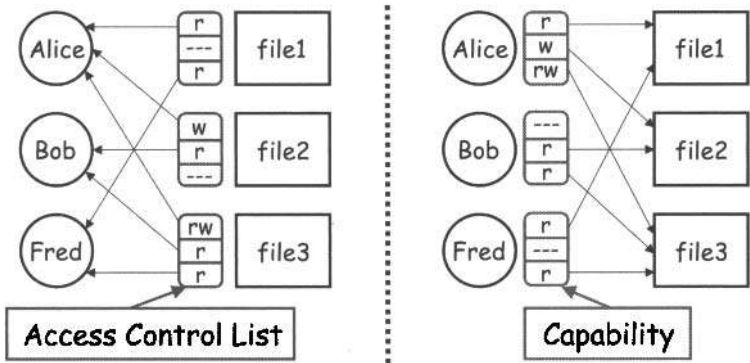 Alice
r
---
r
file1
Bob
w
r
---
file2
Fred
rw
r
r
file3
Access Control List
Alice
r
w
rw
file1
Bob
---
r
r
file2
Fred
r
---
r
file3
Capability